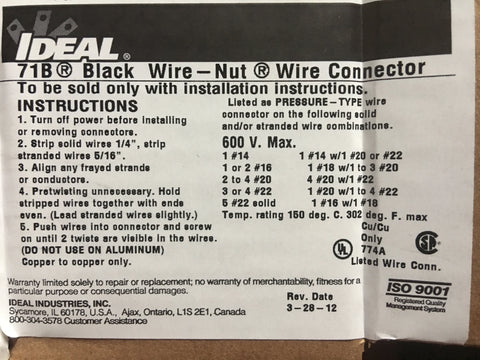 IDEAL®
71B® Black Wire-Nut® Wire Connector
To be sold only with installation instructions.
INSTRUCTIONS
1. Turn off power before installing
or removing connectors.
2. Strip solid wires 1/4", strip
stranded wires 5/16".
3. Align any frayed strands
or conductors.
4. Pretwisting unnecessary. Hold
stripped wires together with ends
even. (Lead stranded wires slightly.)
5. Push wires into connector and screw
on until 2 twists are visible in the wires.
(DO NOT USE ON ALUMINUM)
Copper to copper only.
Listed as PRESSURE-TYPE wire
connector on the following solid
and/or stranded wire combinations.
600 V. Max.
1 #14 1 #14 w/1 #20 or #22
1 or 2 #16 1 #18 w/1 to 3 #20
2 to 4 #20 4 #20 w/1 #22
3 or 4 #22 1 #20 w/1 to 4 #22
5 #22 solid 1 #16 w/1 #18
Temp. rating 150 deg. C. 302 deg. F. max
Cu/Cu
Only
774A
UL
SA
Listed Wire Conn.
Warranty limited solely to repair or replacement; no warranty of merchantability, fitness for a
particular purpose or consequential damages.
IDEAL INDUSTRIES, INC.
Sycamore, IL 60178, U.S.A., Ajax, Ontario, L1S 2E1, Canada
800-304-3578 Customer Assistance
Rev. Date
3-28-12
ISO 9001
Registered Quality
Management System